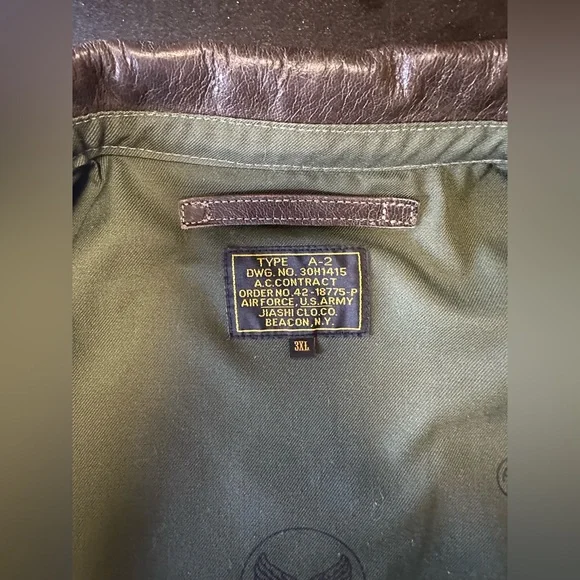 TYPE A-2
DWG. NO. 30H1415
A.C.CONTRACT
ORDER NO.42-18775-P
AIR FORCE, U.S.ARMY
JIASHI CLO.CO.
BEACON, N.Y.
3XL